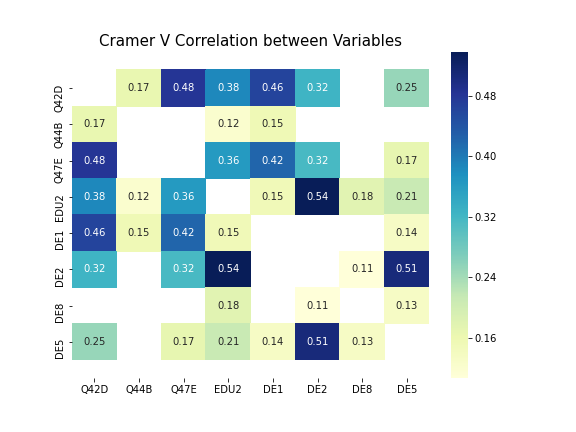 Cramer V Correlation between Variables
Q42D 0.17 0.48 0.38 0.46 0.32 0.25
Q44B 0.17 0.12 0.15
Q47E 0.48 0.36 0.42 0.32 0.17
EDU2 0.38 0.12 0.36 0.15 0.54 0.18 0.21
DE1 0.46 0.15 0.42 0.15 0.14
DE2 0.32 0.32 0.54 0.11 0.51
DE8 0.18 0.11 0.13
DE5 0.25 0.17 0.21 0.14 0.51 0.13
Q42D Q44B Q47E EDU2 DE1 DE2 DE8 DE5
0.48
0.40
0.32
0.24
0.16